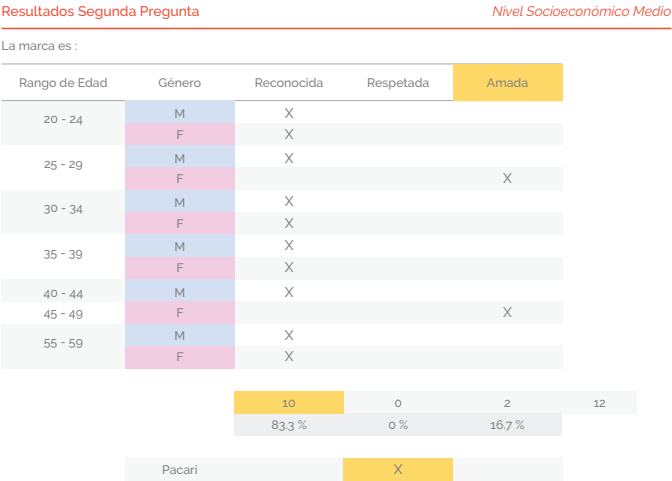 Resultados Segunda Pregunta Nivel Socioeconómico Medio
La marca es :
Rango de Edad Género Reconocida Respetada Amada
20 - 24 M X
F X
25 - 29 M X
F X
30 - 34 M X
F X
35 - 39 M X
F X
40 - 44 M X
45 - 49 F X
55 - 59 M X
F X
10 0 2 12
83.3 % 0 % 16.7 %
Pacari X